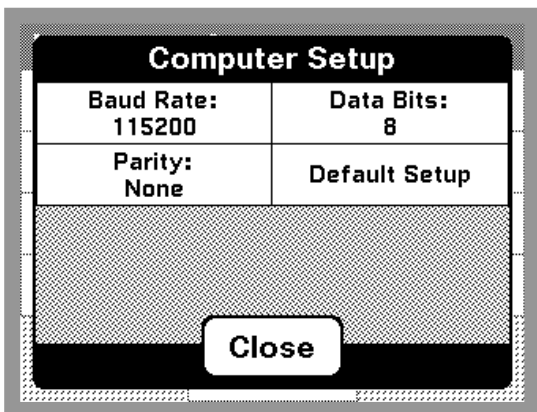 Computer Setup
Baud Rate:
115200
Data Bits:
8
Parity:
None
Default Setup
Close